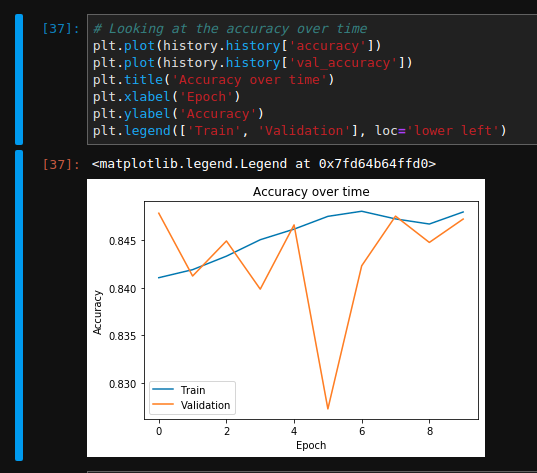 [37]: # Looking at the accuracy over time
plt.plot(history.history['accuracy'])
plt.plot(history.history['val_accuracy'])
plt.title('Accuracy over time')
plt.xlabel('Epoch')
plt.ylabel('Accuracy')
plt.legend(['Train', 'Validation'], loc='lower left')
[37]: <matplotlib.legend.Legend at 0x7fd64b64ffd0>
Accuracy over time
0.845
0.840
0.835
0.830
Accuracy
Train
Validation
0 2 4 6 8
Epoch